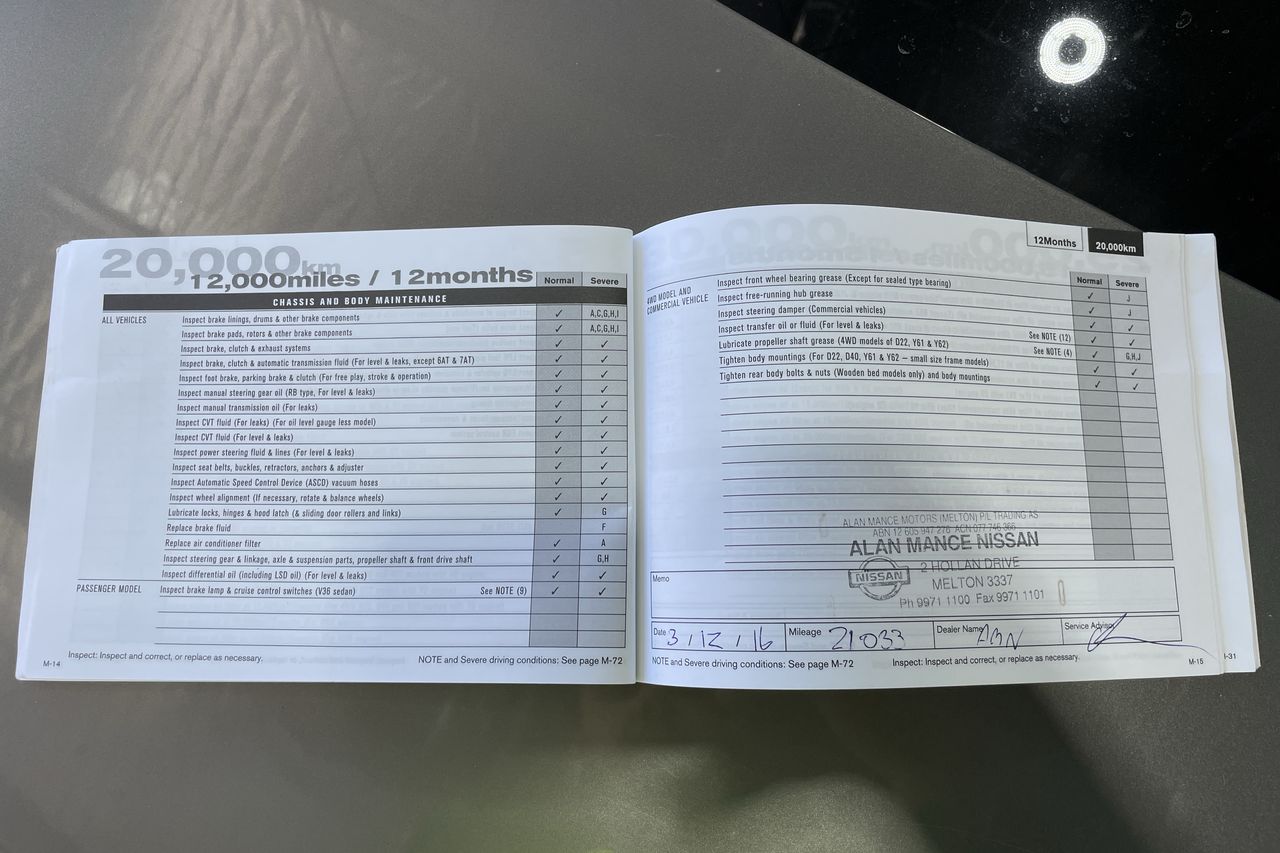 20,000km
12,000miles / 12months
Normal Severe
CHASSIS AND BODY MAINTENANCE
ALL VEHICLES Inspect brake linings, drums & other brake components ✓ A,C,G,H,I
Inspect brake pads, rotors & other brake components ✓ A,C,G,H,I
Inspect brake, clutch & exhaust systems ✓ ✓
Inspect brake, clutch & automatic transmission fluid (For level & leaks, except 6AT & 7AT) ✓ ✓
Inspect foot brake, parking brake & clutch (For free play, stroke & operation) ✓ ✓
Inspect manual steering gear oil (RB type, For level & leaks) ✓ ✓
Inspect manual transmission oil (For leaks) ✓ ✓
Inspect CVT fluid (For leaks) (For oil level gauge less model) ✓ ✓
Inspect CVT fluid (For level & leaks) ✓ ✓
Inspect power steering fluid & lines (For level & leaks) ✓ ✓
Inspect seat belts, buckles, retractors, anchors & adjuster ✓ ✓
Inspect Automatic Speed Control Device (ASCD) vacuum hoses ✓ ✓
Inspect wheel alignment (If necessary, rotate & balance wheels) ✓ ✓
Lubricate locks, hinges & hood latch (& sliding door rollers and links) ✓ G
Replace brake fluid F
Replace air conditioner filter ✓ A
Inspect steering gear & linkage, axle & suspension parts, propeller shaft & front drive shaft ✓ G,H
Inspect differential oil (including LSD oil) (For level & leaks) ✓ ✓
PASSENGER MODEL Inspect brake lamp & cruise control switches (V36 sedan) See NOTE (9) ✓ ✓
M-14 Inspect: Inspect and correct, or replace as necessary. NOTE and Severe driving conditions: See page M-72
12Months 20,000km
Normal Severe
4WD MODEL AND COMMERCIAL VEHICLE
Inspect front wheel bearing grease (Except for sealed type bearing) ✓ J
Inspect free-running hub grease ✓ J
Inspect steering damper (Commercial vehicles) ✓ ✓
Inspect transfer oil or fluid (For level & leaks) See NOTE (12) ✓ ✓
Lubricate propeller shaft grease (4WD models of D22, Y61 & Y62) See NOTE (4) ✓ G,H,J
Tighten body mountings (For D22, D40, Y61 & Y62 – small size frame models) ✓ ✓
Tighten rear body bolts & nuts (Wooden bed models only) and body mountings ✓ ✓
ALAN MANCE MOTORS (MELTON) P/L TRADING AS
ABN 12 605 947 276 ACN 077 746 366
ALAN MANCE NISSAN
NISSAN
2 HOLLAN DRIVE
MELTON 3337
Ph 9971 1100 Fax 9971 1101
Memo
Date 3/12/16 Mileage 21033 Dealer Name AMN Service Advisor
NOTE and Severe driving conditions: See page M-72 Inspect: Inspect and correct, or replace as necessary. M-15
-31